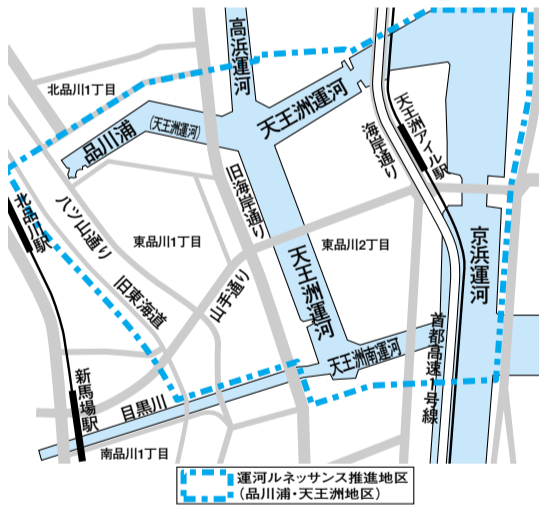 高浜運河
北品川1丁目
品川浦
(天王洲運河)
天王洲運河
天王洲アイル駅
海岸通り
旧海岸通り
北品川駅
八ツ山通り
東品川1丁目
東品川2丁目
京浜運河
旧東海道
山手通り
天王洲運河
首都高速1号線
天王洲南運河
新馬場駅
目黒川
南品川1丁目
運河ルネッサンス推進地区
(品川浦・天王洲地区)